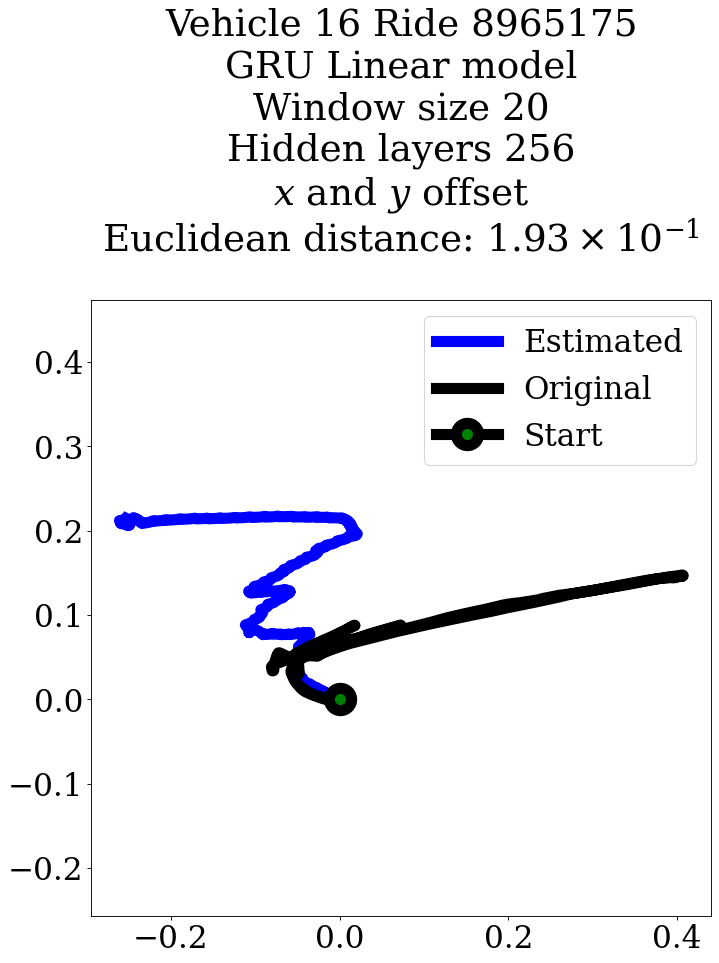 Vehicle 16 Ride 8965175
GRU Linear model
Window size 20
Hidden layers 256
x and y offset
Euclidean distance: 1.93 × 10⁻¹
Estimated
Original
Start
0.4
0.3
0.2
0.1
0.0
−0.1
−0.2
−0.2 0.0 0.2 0.4